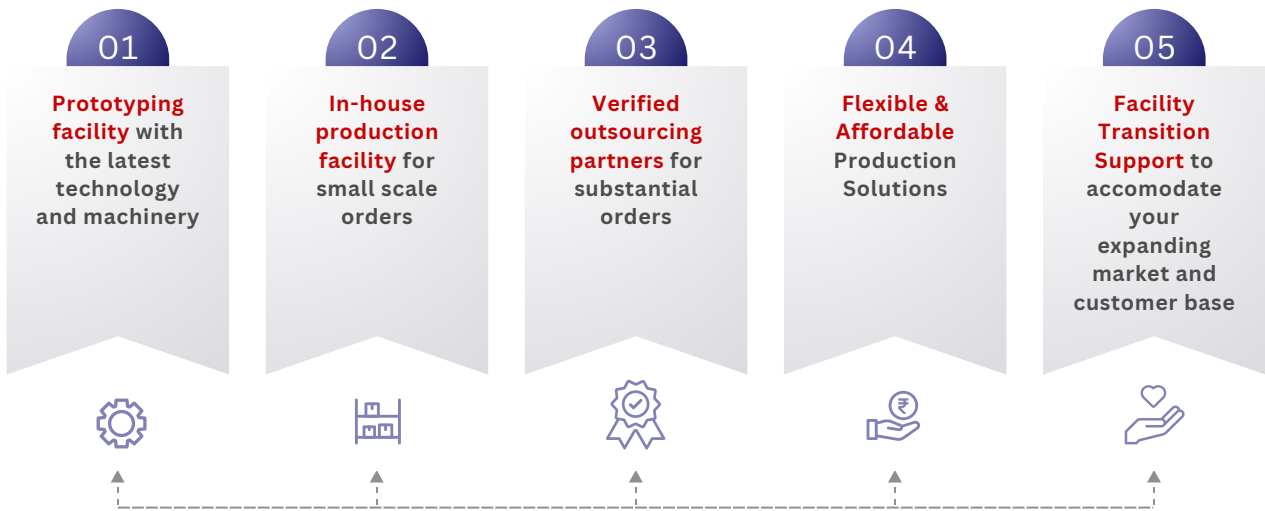 01
Prototyping
facility with
the latest
technology
and machinery
02
In-house
production
facility for
small scale
orders
03
Verified
outsourcing
partners for
substantial
orders
04
Flexible &
Affordable
Production
Solutions
05
Facility
Transition
Support to
accomodate
your
expanding
market and
customer base
₹